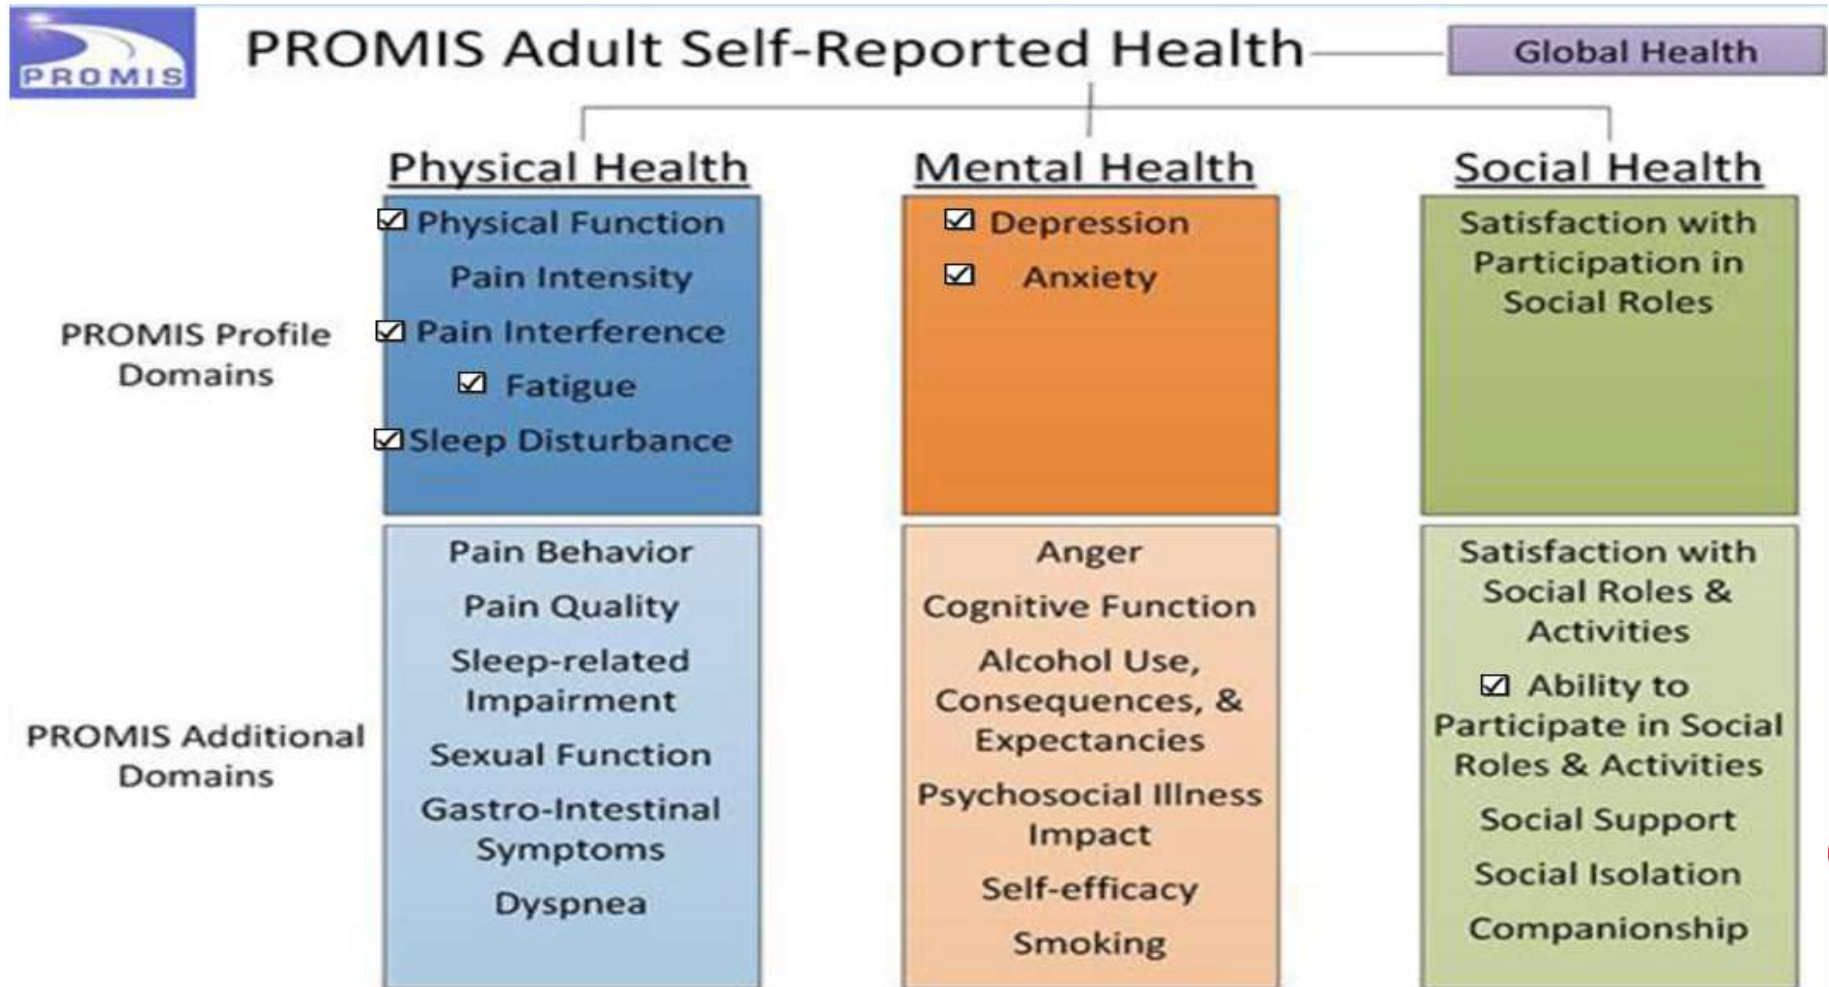 PROMIS
PROMIS Adult Self-Reported Health
Global Health
Physical Health
Mental Health
Social Health
PROMIS Profile
Domains
Physical Function
Pain Intensity
Pain Interference
Fatigue
Sleep Disturbance
Depression
Anxiety
Satisfaction with
Participation in
Social Roles
PROMIS Additional
Domains
Pain Behavior
Pain Quality
Sleep-related
Impairment
Sexual Function
Gastro-Intestinal
Symptoms
Dyspnea
Anger
Cognitive Function
Alcohol Use,
Consequences, &
Expectancies
Psychosocial Illness
Impact
Self-efficacy
Smoking
Satisfaction with
Social Roles &
Activities
Ability to
Participate in Social
Roles & Activities
Social Support
Social Isolation
Companionship